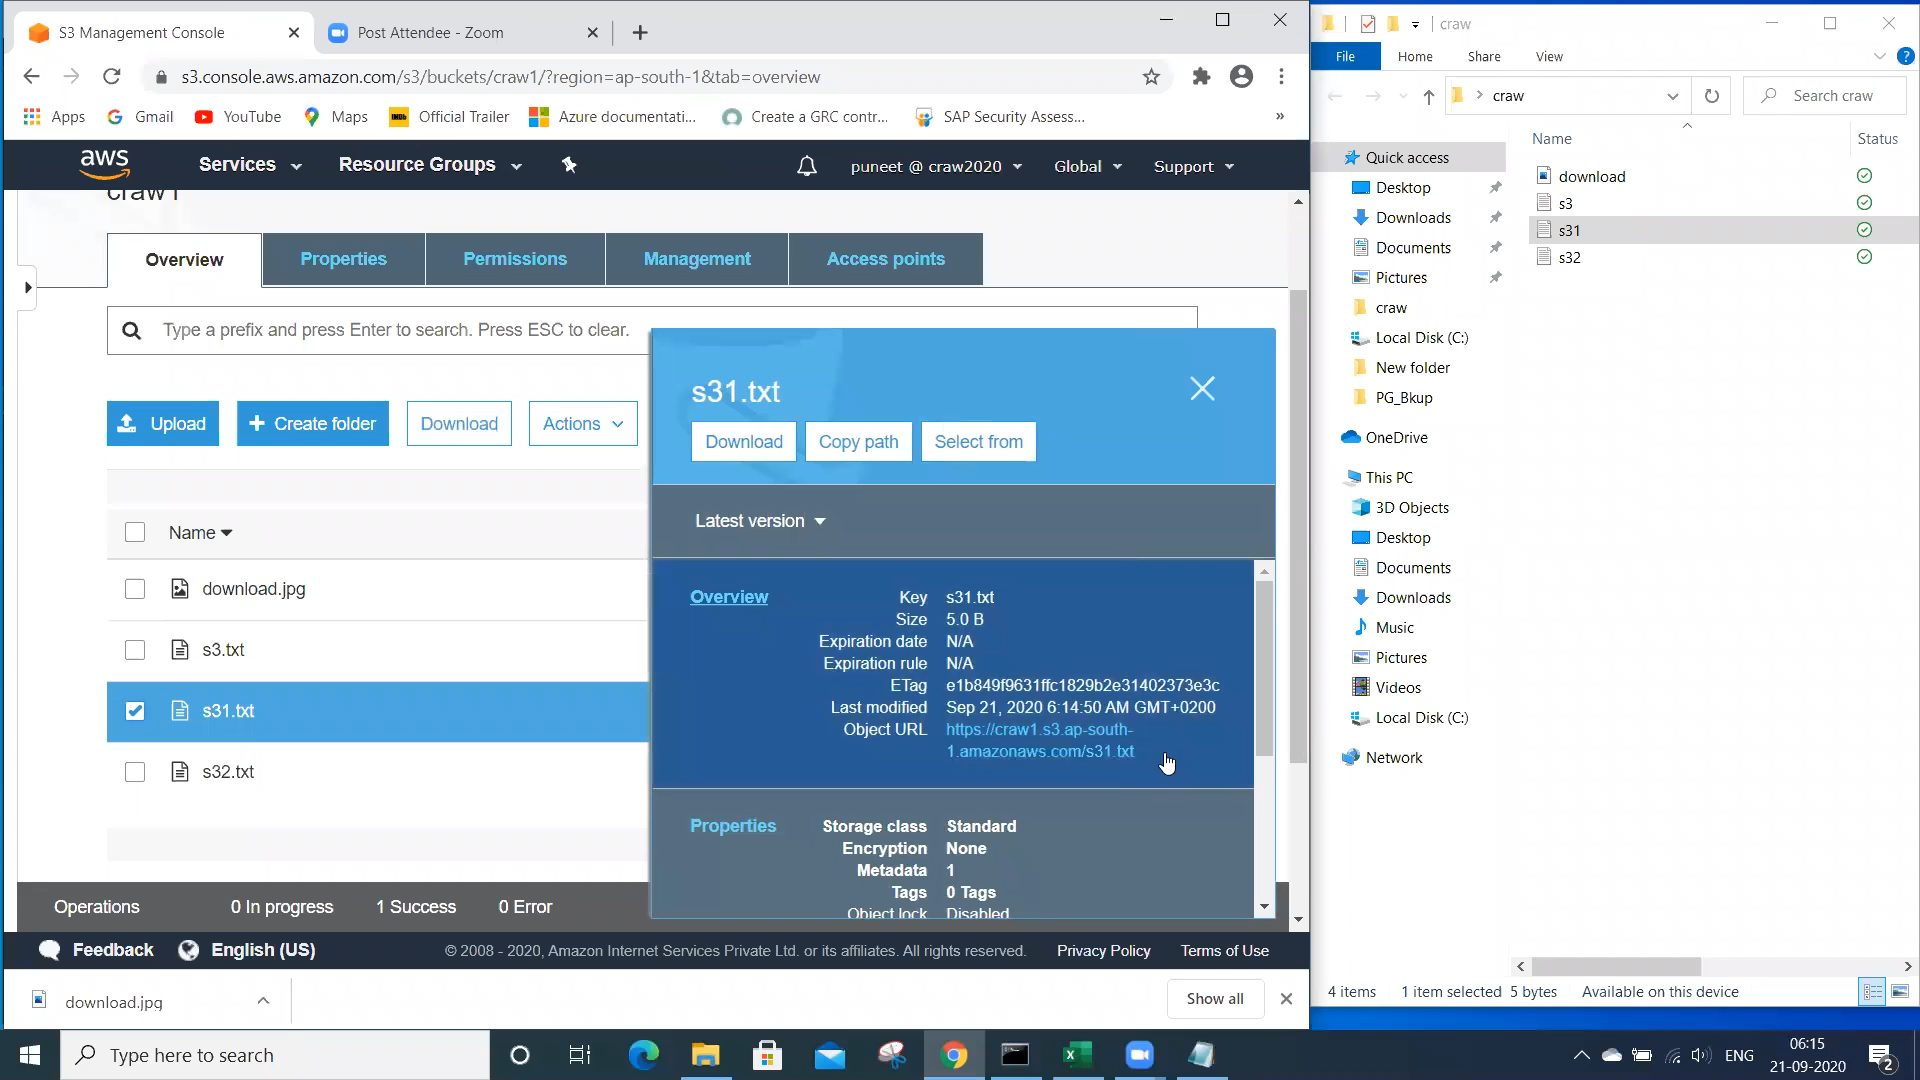 S3 Management Console
Post Attendee - Zoom
s3.console.aws.amazon.com/s3/buckets/craw1/?region=ap-south-1&tab=overview
Apps
Gmail
YouTube
Maps
IMDb
Official Trailer
Azure documentati...
Create a GRC contr...
SAP Security Assess...
»
aws
Services
Resource Groups
puneet @ craw2020
Global
Support
craw1
Overview
Properties
Permissions
Management
Access points
Type a prefix and press Enter to search. Press ESC to clear.
Upload
+ Create folder
Download
Actions
Name
download.jpg
s3.txt
s31.txt
s32.txt
s31.txt
Download
Copy path
Select from
Latest version
Overview
Key s31.txt
Size 5.0 B
Expiration date N/A
Expiration rule N/A
ETag e1b849f9631ffc1829b2e31402373e3c
Last modified Sep 21, 2020 6:14:50 AM GMT+0200
Object URL https://craw1.s3.ap-south-
1.amazonaws.com/s31.txt
Properties
Storage class Standard
Encryption None
Metadata 1
Tags 0 Tags
Object lock Disabled
Operations 0 In progress 1 Success 0 Error
Feedback
English (US)
© 2008 - 2020, Amazon Internet Services Private Ltd. or its affiliates. All rights reserved.
Privacy Policy
Terms of Use
download.jpg
Show all
craw
File
Home
Share
View
craw
Search craw
Name
Status
Quick access
Desktop
Downloads
Documents
Pictures
craw
Local Disk (C:)
New folder
PG_Bkup
OneDrive
This PC
3D Objects
Desktop
Documents
Downloads
Music
Pictures
Videos
Local Disk (C:)
Network
download
s3
s31
s32
4 items
1 item selected 5 bytes
Available on this device
Type here to search
ENG
06:15
21-09-2020
2